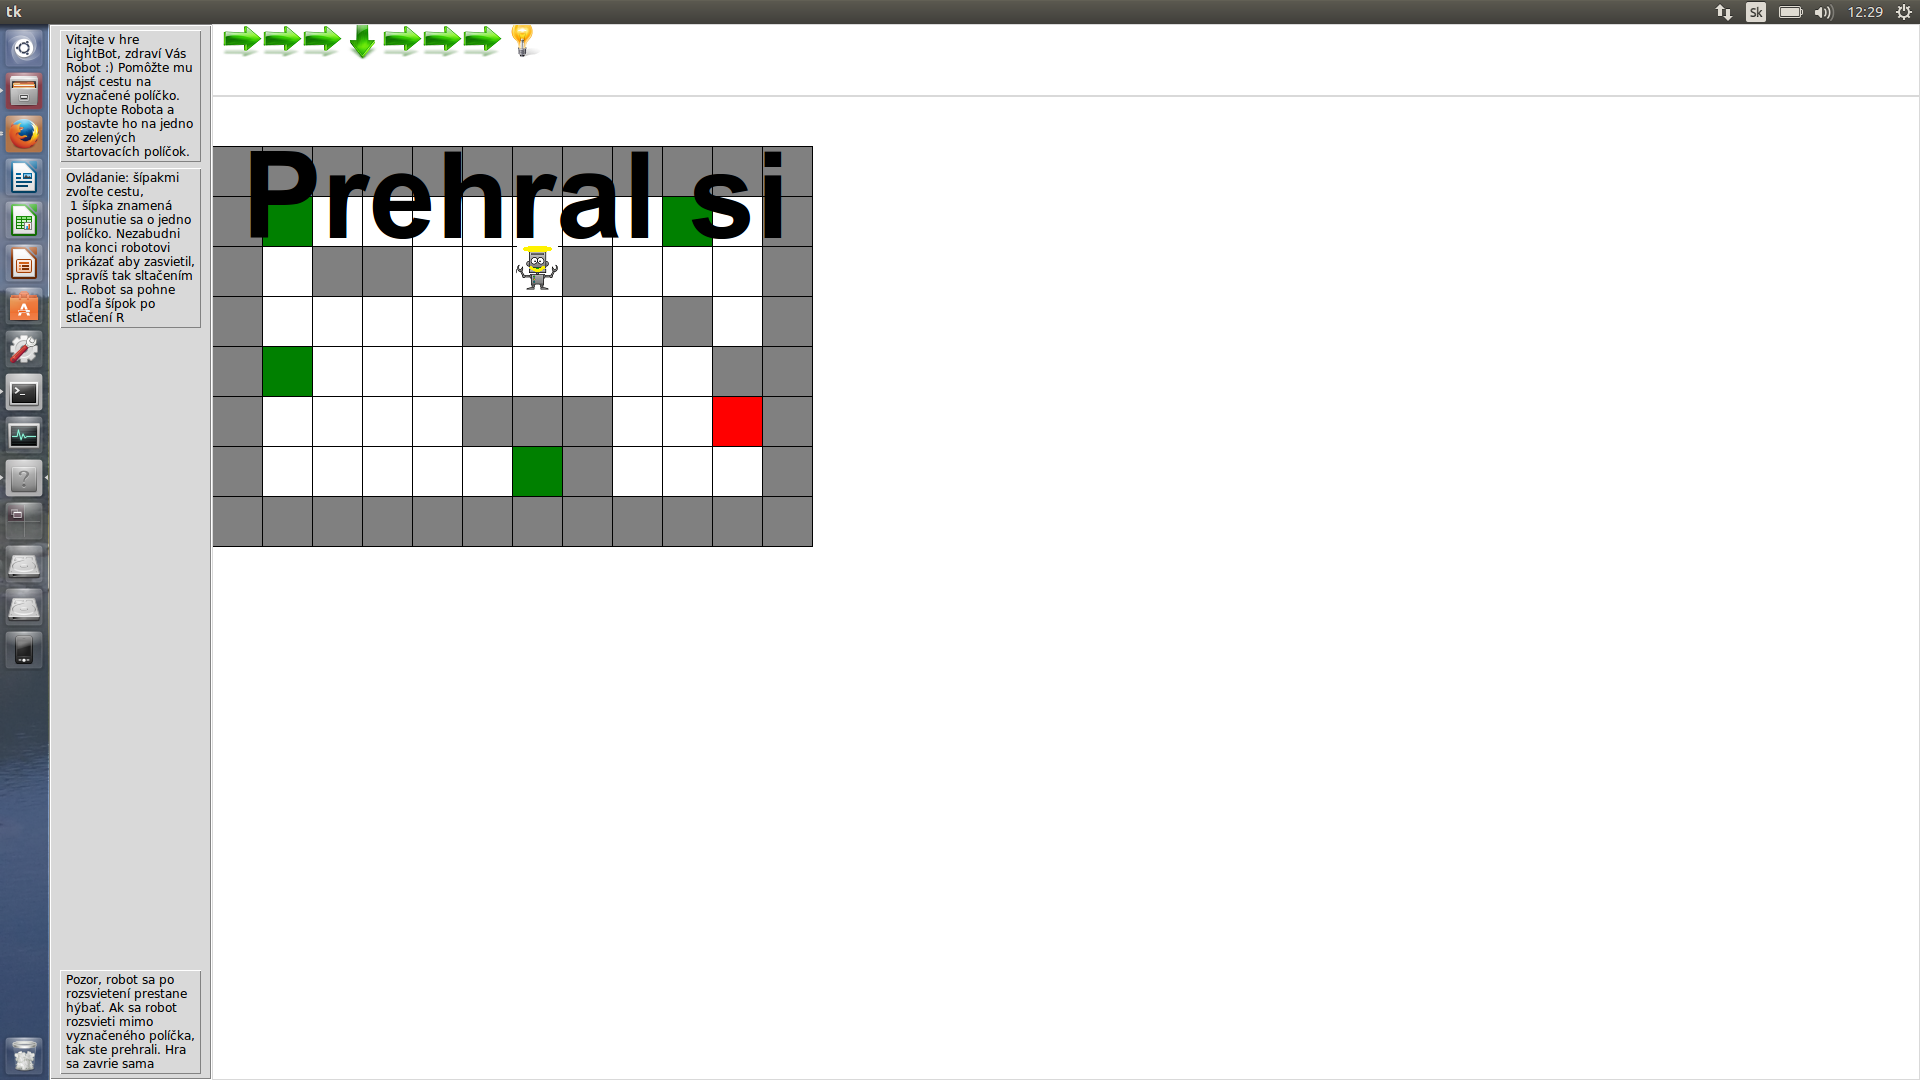 tk
Sk
12:29
Vitajte v hre
LightBot, zdraví Vás
Robot :) Pomôžte mu
nájsť cestu na
vyznačené políčko.
Uchopte Robota a
postavte ho na jedno
zo zelených
štartovacích políčok.
Ovládanie: šípakmi
zvoľte cestu,
1 šípka znamená
posunutie sa o jedno
políčko. Nezabudni
na konci robotovi
prikázať aby zasvietil,
spravíš tak sltačením
L. Robot sa pohne
podľa šípok po
stlačení R
Prehral si
Pozor, robot sa po
rozsvietení prestane
hýbať. Ak sa robot
rozsvieti mimo
vyznačeného políčka,
tak ste prehrali. Hra
sa zavrie sama